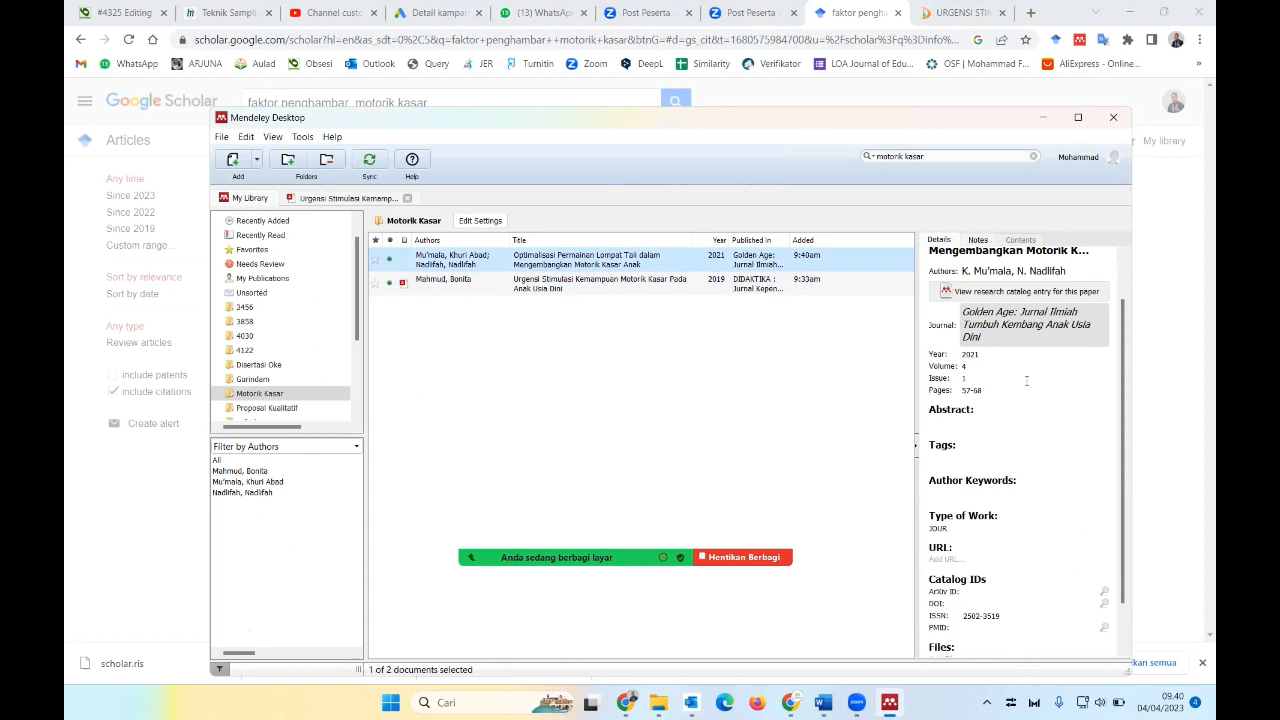 #4325 Editing
Teknik Samplin
Channel custo
Detail kampan
(13) WhatsApp
Post Peserta -
Post Peserta
faktor pengha
URGENSI STIM
scholar.google.com/scholar?hl=en&as_sdt=0%2C5&q=faktor+penghambar++motorik+kasar&btnG=#d=gs_cit&t=1680575984700&u=%2Fscholar%3Fq%3Dinfo%...
WhatsApp
ARJUNA
Aulad
Obsesi
Outlook
Query
JER
Turn...
Zoom
DeepL
Similarity
Verifikator
LOA Journal of Edu...
OSF | Mohammad F...
AliExpress - Online...
»
Google Scholar
faktor penghambar motorik kasar
Articles
My library
Any time
Since 2023
Since 2022
Since 2019
Custom range...
Sort by relevance
Sort by date
Any type
Review articles
include patents
include citations
Create alert
Mendeley Desktop
File Edit View Tools Help
Add
Folders
Sync
Help
motorik kasar
Mohammad
My Library
Urgensi Stimulasi Kemamp...
Recently Added
Recently Read
Favorites
Needs Review
My Publications
Unsorted
3456
3858
4030
4122
Disertasi Oke
Gurindam
Motorik Kasar
Proposal Kualitatif
Filter by Authors
All
Mahmud, Bonita
Mu'mala, Khuri Abad
Nadlifah, Nadlifah
Motorik Kasar
Edit Settings
Authors Title Year Published In Added
Mu'mala, Khuri Abad; Optimalisasi Permainan Lompat Tali dalam 2021 Golden Age: 9:40am
Nadlifah, Nadlifah Mengembangkan Motorik Kasar Anak Jurnal Ilmiah...
Mahmud, Bonita Urgensi Stimulasi Kemampuan Motorik Kasar Pada 2019 DIDAKTIKA : 9:33am
Anak Usia Dini Jurnal Kepen...
Details Notes Contents
Mengembangkan Motorik K...
Authors: K. Mu'mala, N. Nadlifah
View research catalog entry for this paper
Journal: Golden Age: Jurnal Ilmiah
Tumbuh Kembang Anak Usia
Dini
Year: 2021
Volume: 4
Issue: 1
Pages: 57-68
Abstract:
Tags:
Author Keywords:
Type of Work:
JOUR
URL:
Add URL...
Catalog IDs
ArXiv ID:
DOI:
ISSN: 2502-3519
PMID:
Files:
Anda sedang berbagi layar
Hentikan Berbagi
1 of 2 documents selected
scholar.ris
kan semua
Cari
09.40
04/04/2023
4